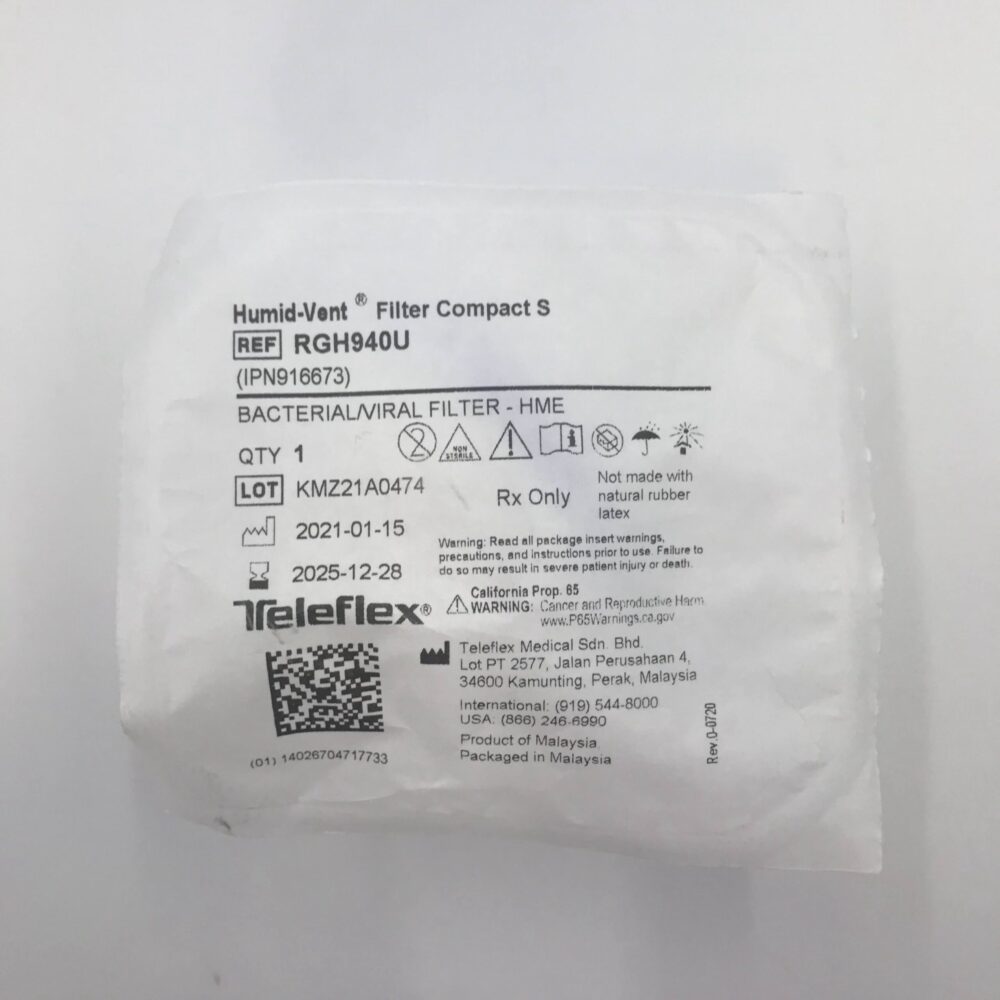 Humid-Vent® Filter Compact S
REF RGH940U
(IPN916673)
BACTERIAL/VIRAL FILTER - HME
QTY 1
2
NON
STERILE
LOT KMZ21A0474
Rx Only
Not made with
natural rubber
latex
2021-01-15
2025-12-28
Warning: Read all package insert warnings,
precautions, and instructions prior to use. Failure to
do so may result in severe patient injury or death.
California Prop. 65
WARNING: Cancer and Reproductive Harm
www.P65Warnings.ca.gov
Teleflex®
Teleflex Medical Sdn. Bhd.
Lot PT 2577, Jalan Perusahaan 4,
34600 Kamunting, Perak, Malaysia
International: (919) 544-8000
USA: (866) 246-6990
Product of Malaysia
Packaged in Malaysia
(01) 14026704717733
Rev.0-0720